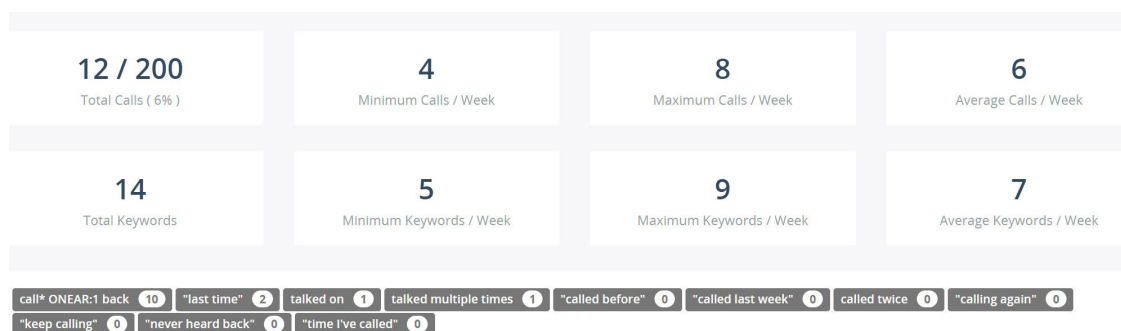 12 / 200 4 8 6
Total Calls ( 6% ) Minimum Calls / Week Maximum Calls / Week Average Calls / Week
14 5 9 7
Total Keywords Minimum Keywords / Week Maximum Keywords / Week Average Keywords / Week
call* ONEAR:1 back 10 "last time" 2 talked on 1 talked multiple times 1 "called before" 0 "called last week" 0 called twice 0 "calling again" 0
"keep calling" 0 "never heard back" 0 "time I've called" 0